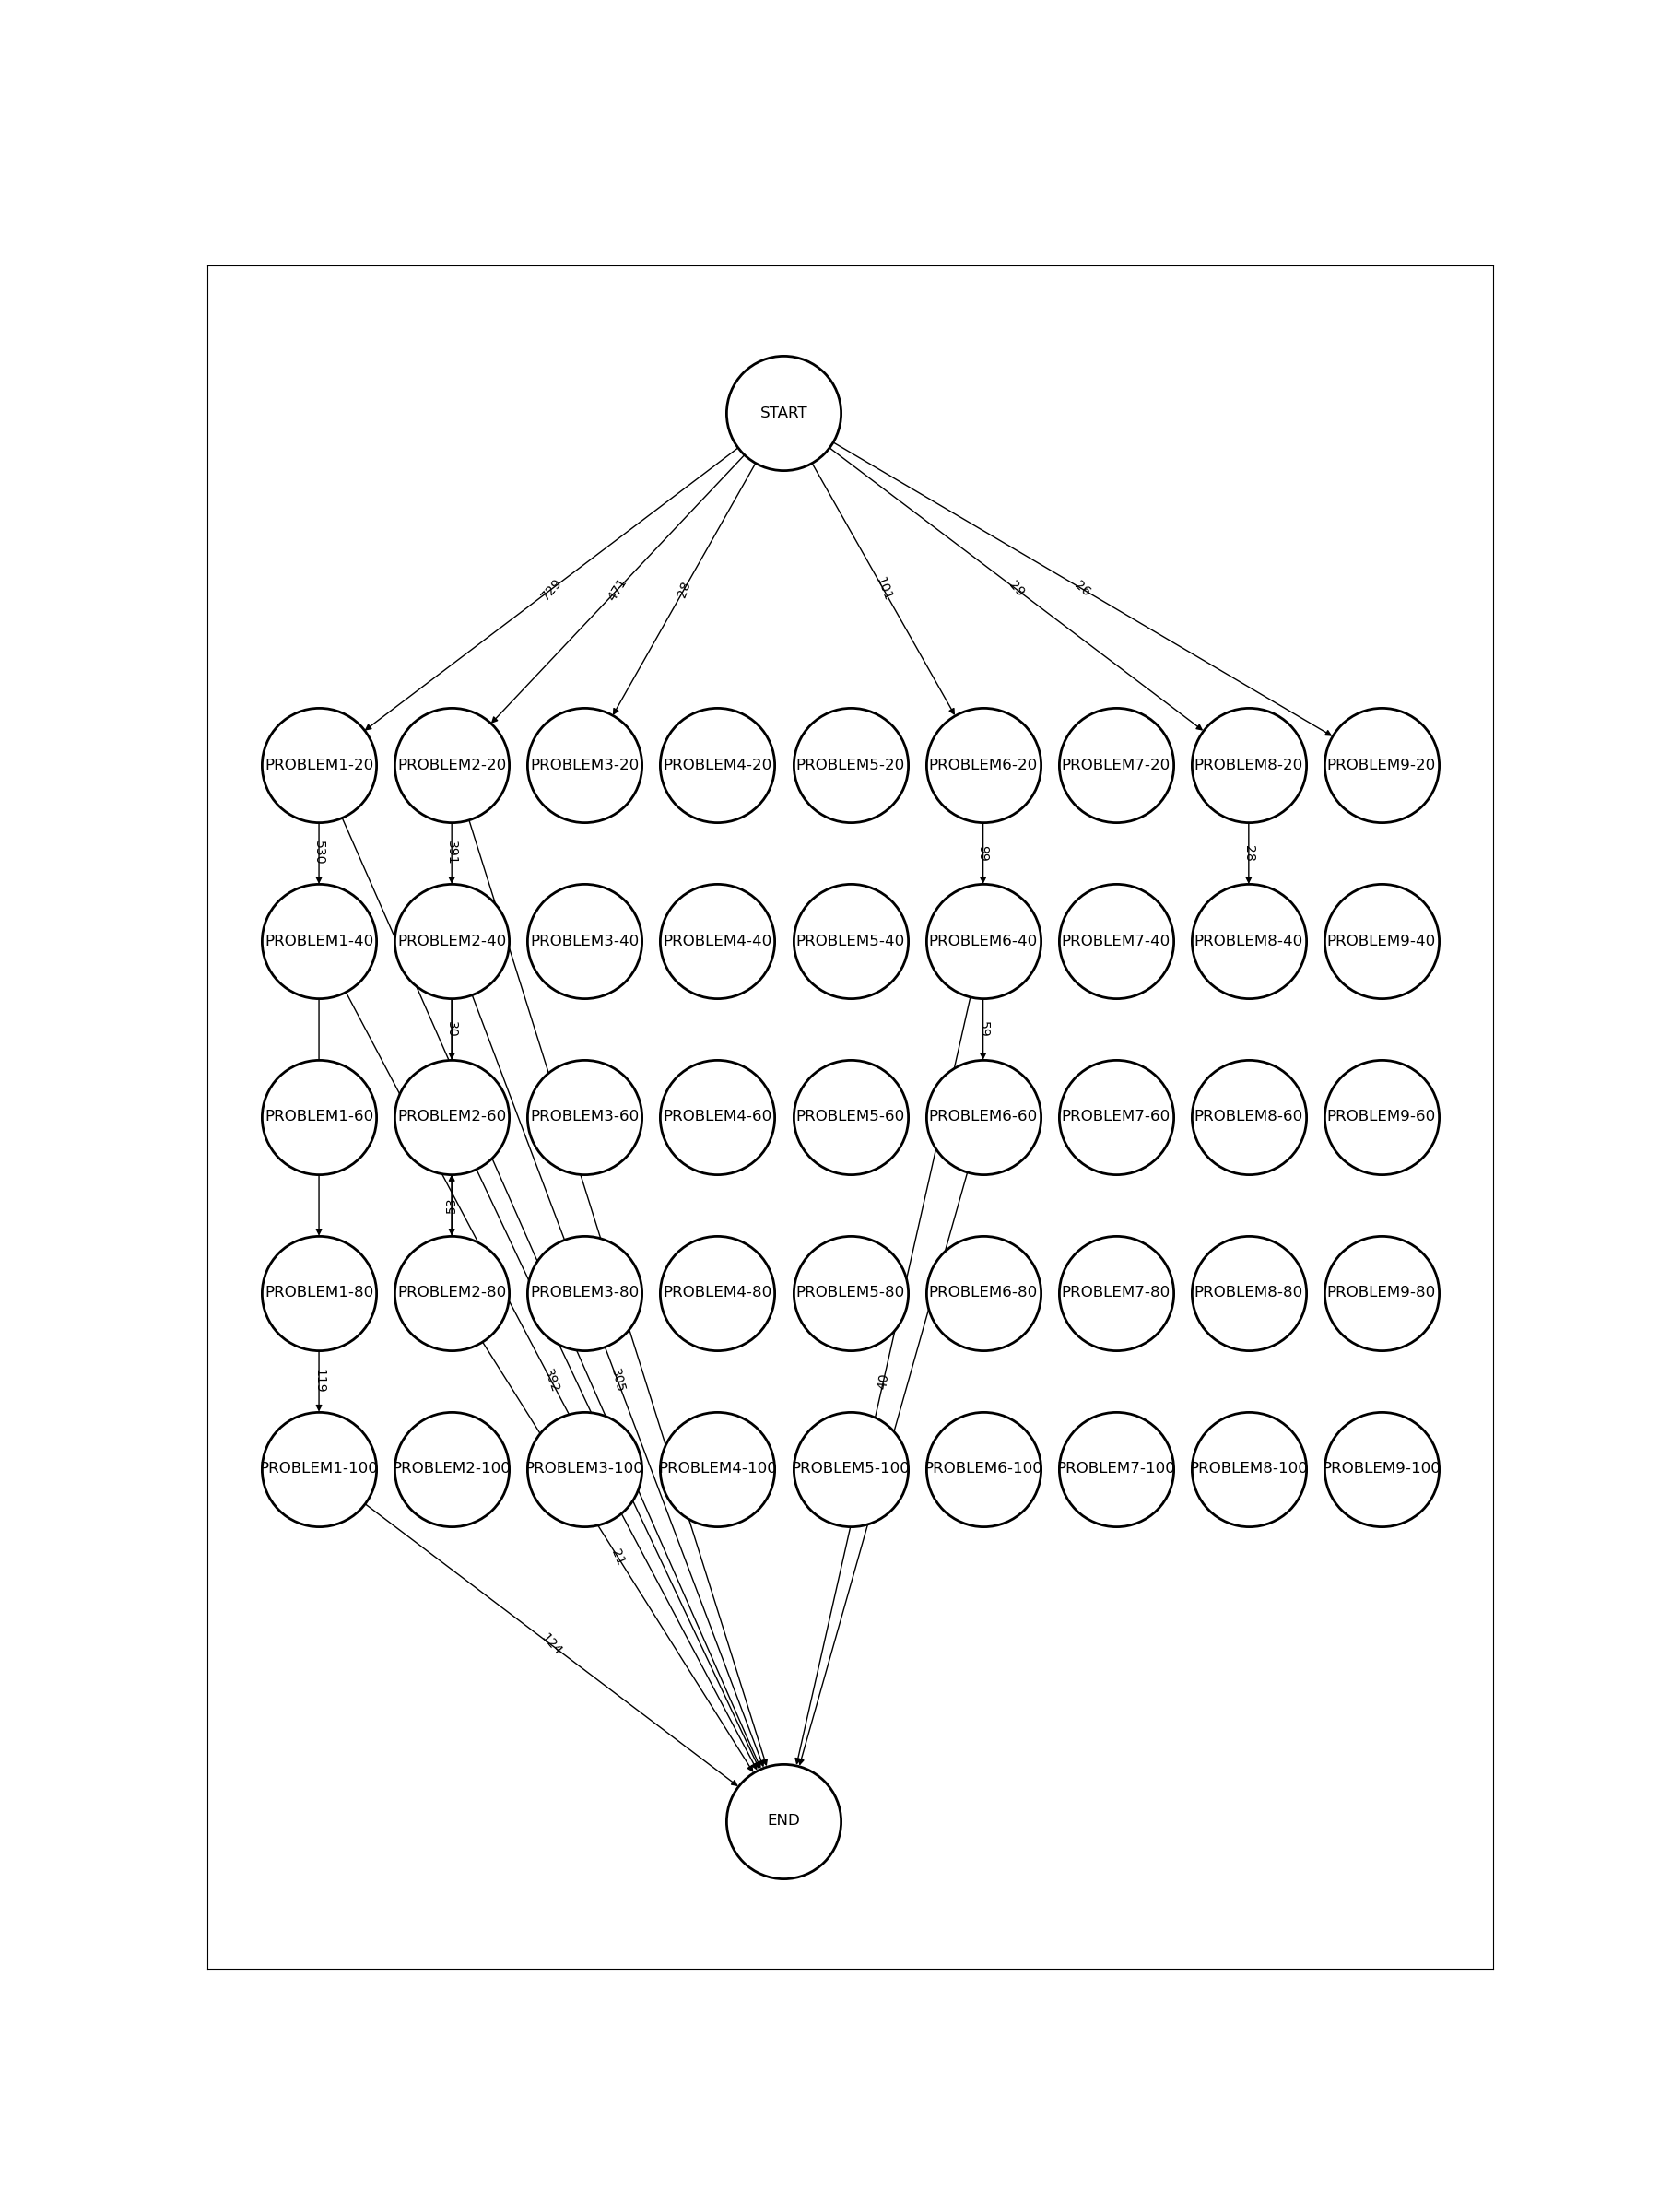 START
729 471 28 101 29 26
PROBLEM1-20 PROBLEM2-20 PROBLEM3-20 PROBLEM4-20 PROBLEM5-20 PROBLEM6-20 PROBLEM7-20 PROBLEM8-20 PROBLEM9-20
530 391 99 28
PROBLEM1-40 PROBLEM2-40 PROBLEM3-40 PROBLEM4-40 PROBLEM5-40 PROBLEM6-40 PROBLEM7-40 PROBLEM8-40 PROBLEM9-40
30 59
PROBLEM1-60 PROBLEM2-60 PROBLEM3-60 PROBLEM4-60 PROBLEM5-60 PROBLEM6-60 PROBLEM7-60 PROBLEM8-60 PROBLEM9-60
PROBLEM1-80 PROBLEM2-80 PROBLEM3-80 PROBLEM4-80 PROBLEM5-80 PROBLEM6-80 PROBLEM7-80 PROBLEM8-80 PROBLEM9-80
119 392 305 40
PROBLEM1-100 PROBLEM2-100 PROBLEM3-100 PROBLEM4-100 PROBLEM5-100 PROBLEM6-100 PROBLEM7-100 PROBLEM8-100 PROBLEM9-100
21
124
END